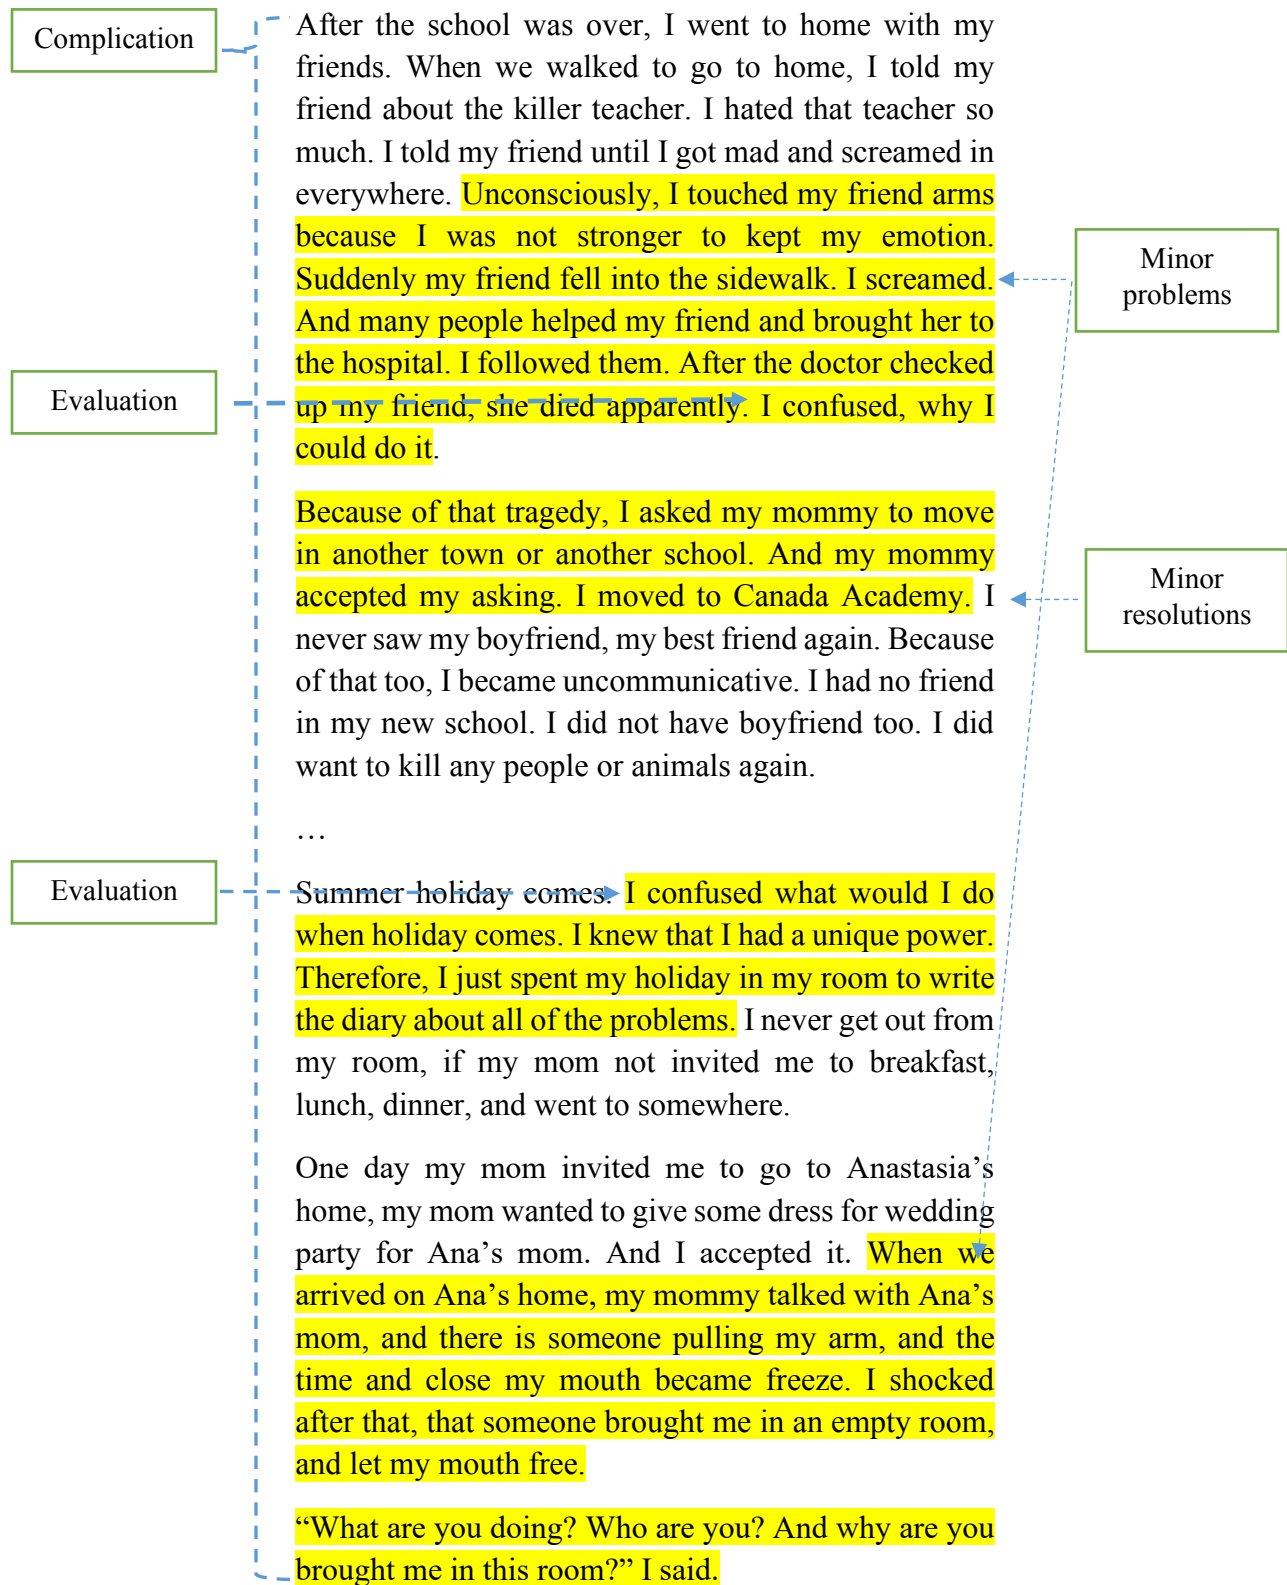 Complication
After the school was over, I went to home with my
friends. When we walked to go to home, I told my
friend about the killer teacher. I hated that teacher so
much. I told my friend until I got mad and screamed in
everywhere. Unconsciously, I touched my friend arms
because I was not stronger to kept my emotion.
Suddenly my friend fell into the sidewalk. I screamed.
And many people helped my friend and brought her to
the hospital. I followed them. After the doctor checked
up my friend, she died apparently. I confused, why I
could do it.
Minor
problems
Evaluation
Because of that tragedy, I asked my mommy to move
in another town or another school. And my mommy
accepted my asking. I moved to Canada Academy. I
never saw my boyfriend, my best friend again. Because
of that too, I became uncommunicative. I had no friend
in my new school. I did not have boyfriend too. I did
want to kill any people or animals again.
Minor
resolutions
…
Evaluation
Summer holiday comes. I confused what would I do
when holiday comes. I knew that I had a unique power.
Therefore, I just spent my holiday in my room to write
the diary about all of the problems. I never get out from
my room, if my mom not invited me to breakfast,
lunch, dinner, and went to somewhere.
One day my mom invited me to go to Anastasia’s
home, my mom wanted to give some dress for wedding
party for Ana’s mom. And I accepted it. When we
arrived on Ana’s home, my mommy talked with Ana’s
mom, and there is someone pulling my arm, and the
time and close my mouth became freeze. I shocked
after that, that someone brought me in an empty room,
and let my mouth free.
“What are you doing? Who are you? And why are you
brought me in this room?” I said.